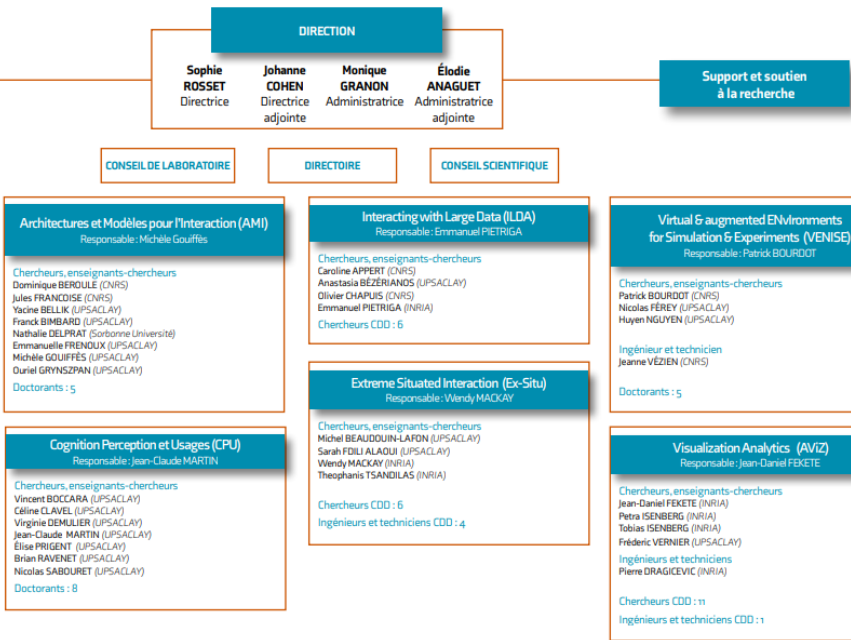 DIRECTION
Sophie ROSSET
Directrice
Johanne COHEN
Directrice adjointe
Monique GRANON
Administratrice
Élodie ANAGUET
Administratrice adjointe
Support et soutien
à la recherche
CONSEIL DE LABORATOIRE
DIRECTOIRE
CONSEIL SCIENTIFIQUE
Architectures et Modèles pour l'Interaction (AMI)
Responsable : Michèle Gouiffès
Chercheurs, enseignants-chercheurs
Dominique BEROULE (CNRS)
Jules FRANCOISE (CNRS)
Yacine BELLIK (UPSACLAY)
Franck BIMBARD (UPSACLAY)
Nathalie DELPRAT (Sorbonne Université)
Emmanuelle FRENOUX (UPSACLAY)
Michèle GOUIFFÈS (UPSACLAY)
Ouriel GRYNSZPAN (UPSACLAY)
Doctorants : 5
Cognition Perception et Usages (CPU)
Responsable : Jean-Claude MARTIN
Chercheurs, enseignants-chercheurs
Vincent BOCCARA (UPSACLAY)
Céline CLAVEL (UPSACLAY)
Virginie DEMULIER (UPSACLAY)
Jean-Claude MARTIN (UPSACLAY)
Élise PRIGENT (UPSACLAY)
Brian RAVENET (UPSACLAY)
Nicolas SABOURET (UPSACLAY)
Doctorants : 8
Interacting with Large Data (ILDA)
Responsable : Emmanuel PIETRIGA
Chercheurs, enseignants-chercheurs
Caroline APPERT (CNRS)
Anastasia BÉZÉRIANOS (UPSACLAY)
Olivier CHAPUIS (CNRS)
Emmanuel PIETRIGA (INRIA)
Chercheurs CDD : 6
Extreme Situated Interaction (Ex-Situ)
Responsable : Wendy MACKAY
Chercheurs, enseignants-chercheurs
Michel BEAUDOUIN-LAFON (UPSACLAY)
Sarah FDILI ALAOUI (UPSACLAY)
Wendy MACKAY (INRIA)
Theophanis TSANDILAS (INRIA)
Chercheurs CDD : 6
Ingénieurs et techniciens CDD : 4
Virtual & augmented ENvIronments
for Simulation & Experiments (VENISE)
Responsable : Patrick BOURDOT
Chercheurs, enseignants-chercheurs
Patrick BOURDOT (CNRS)
Nicolas FÉREY (UPSACLAY)
Huyen NGUYEN (UPSACLAY)
Ingénieur et technicien
Jeanne VÉZIEN (CNRS)
Doctorants : 5
Visualization Analytics (AViZ)
Responsable : Jean-Daniel FEKETE
Chercheurs, enseignants-chercheurs
Jean-Daniel FEKETE (INRIA)
Petra ISENBERG (INRIA)
Tobias ISENBERG (INRIA)
Fréderic VERNIER (UPSACLAY)
Ingénieurs et techniciens
Pierre DRAGICEVIC (INRIA)
Chercheurs CDD : 11
Ingénieurs et techniciens CDD : 1